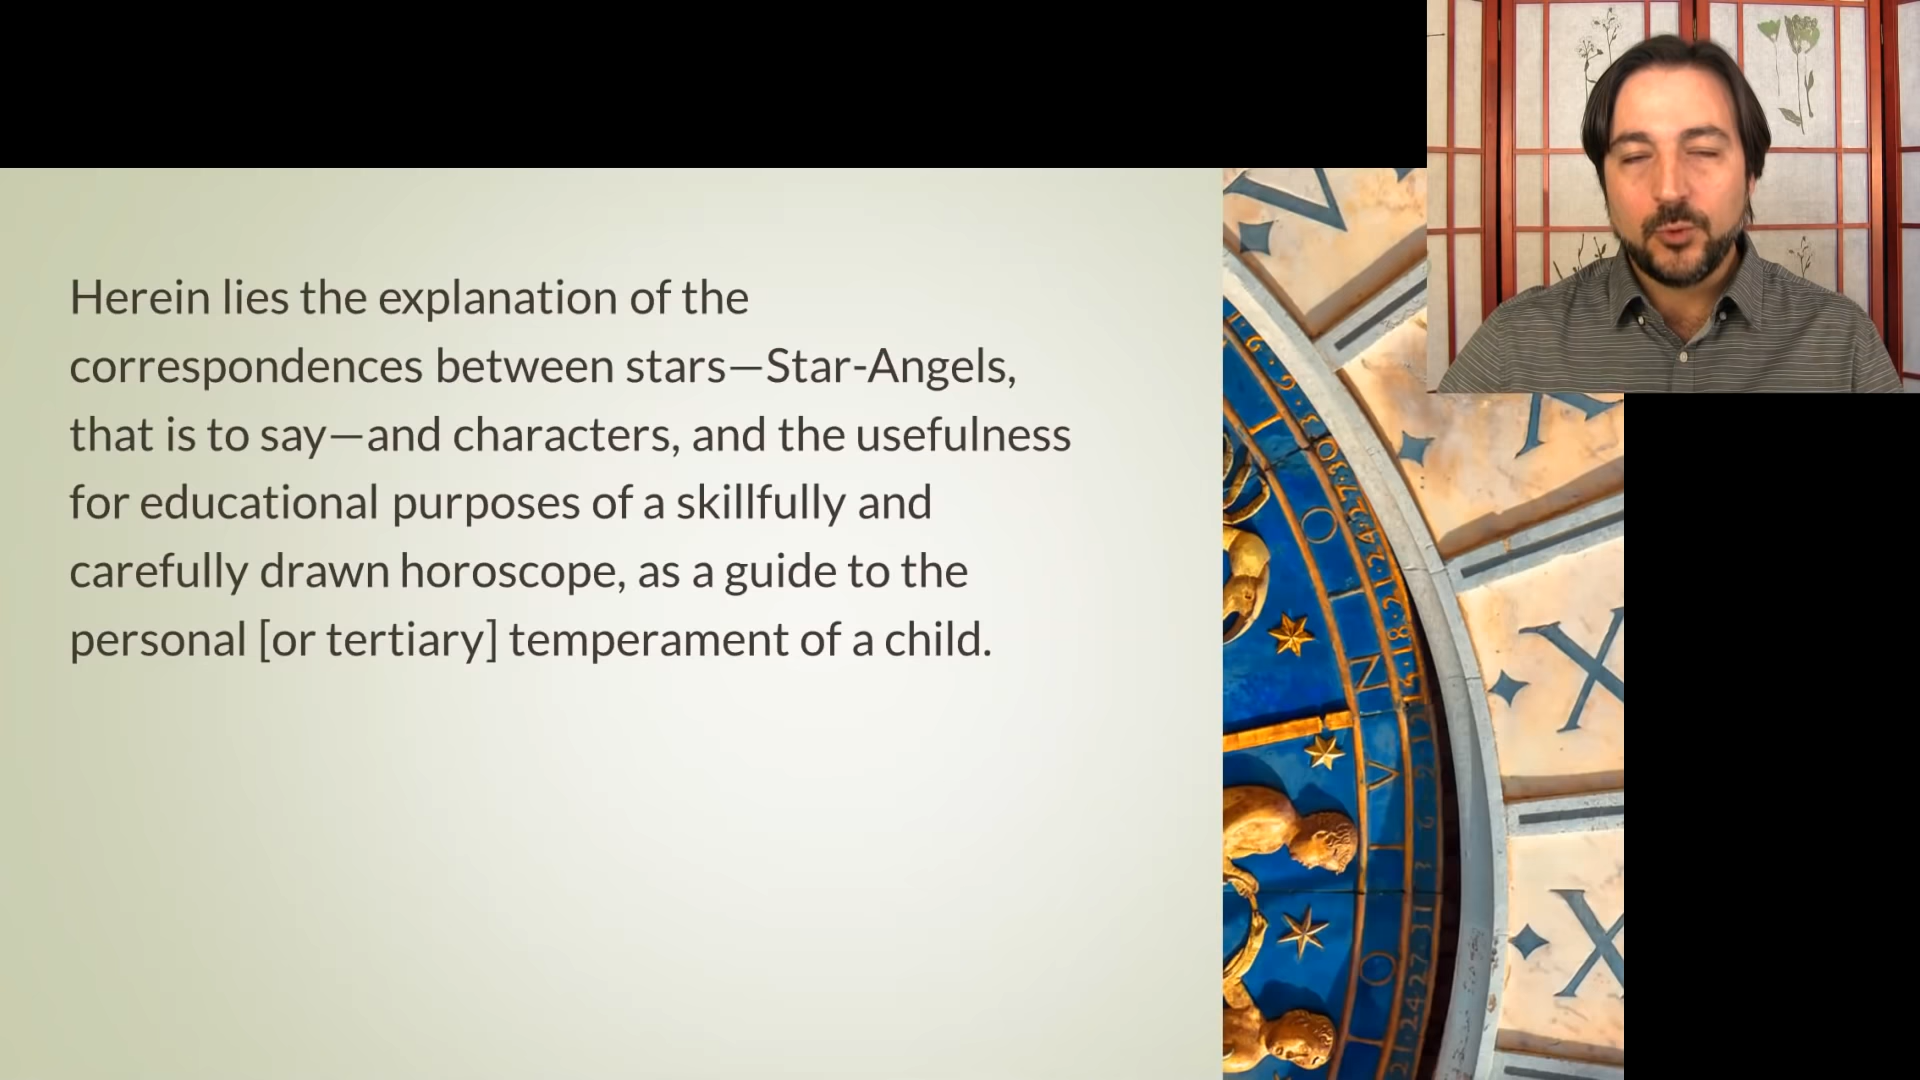 Herein lies the explanation of the
correspondences between stars—Star-Angels,
that is to say—and characters, and the usefulness
for educational purposes of a skillfully and
carefully drawn horoscope, as a guide to the
personal [or tertiary] temperament of a child.